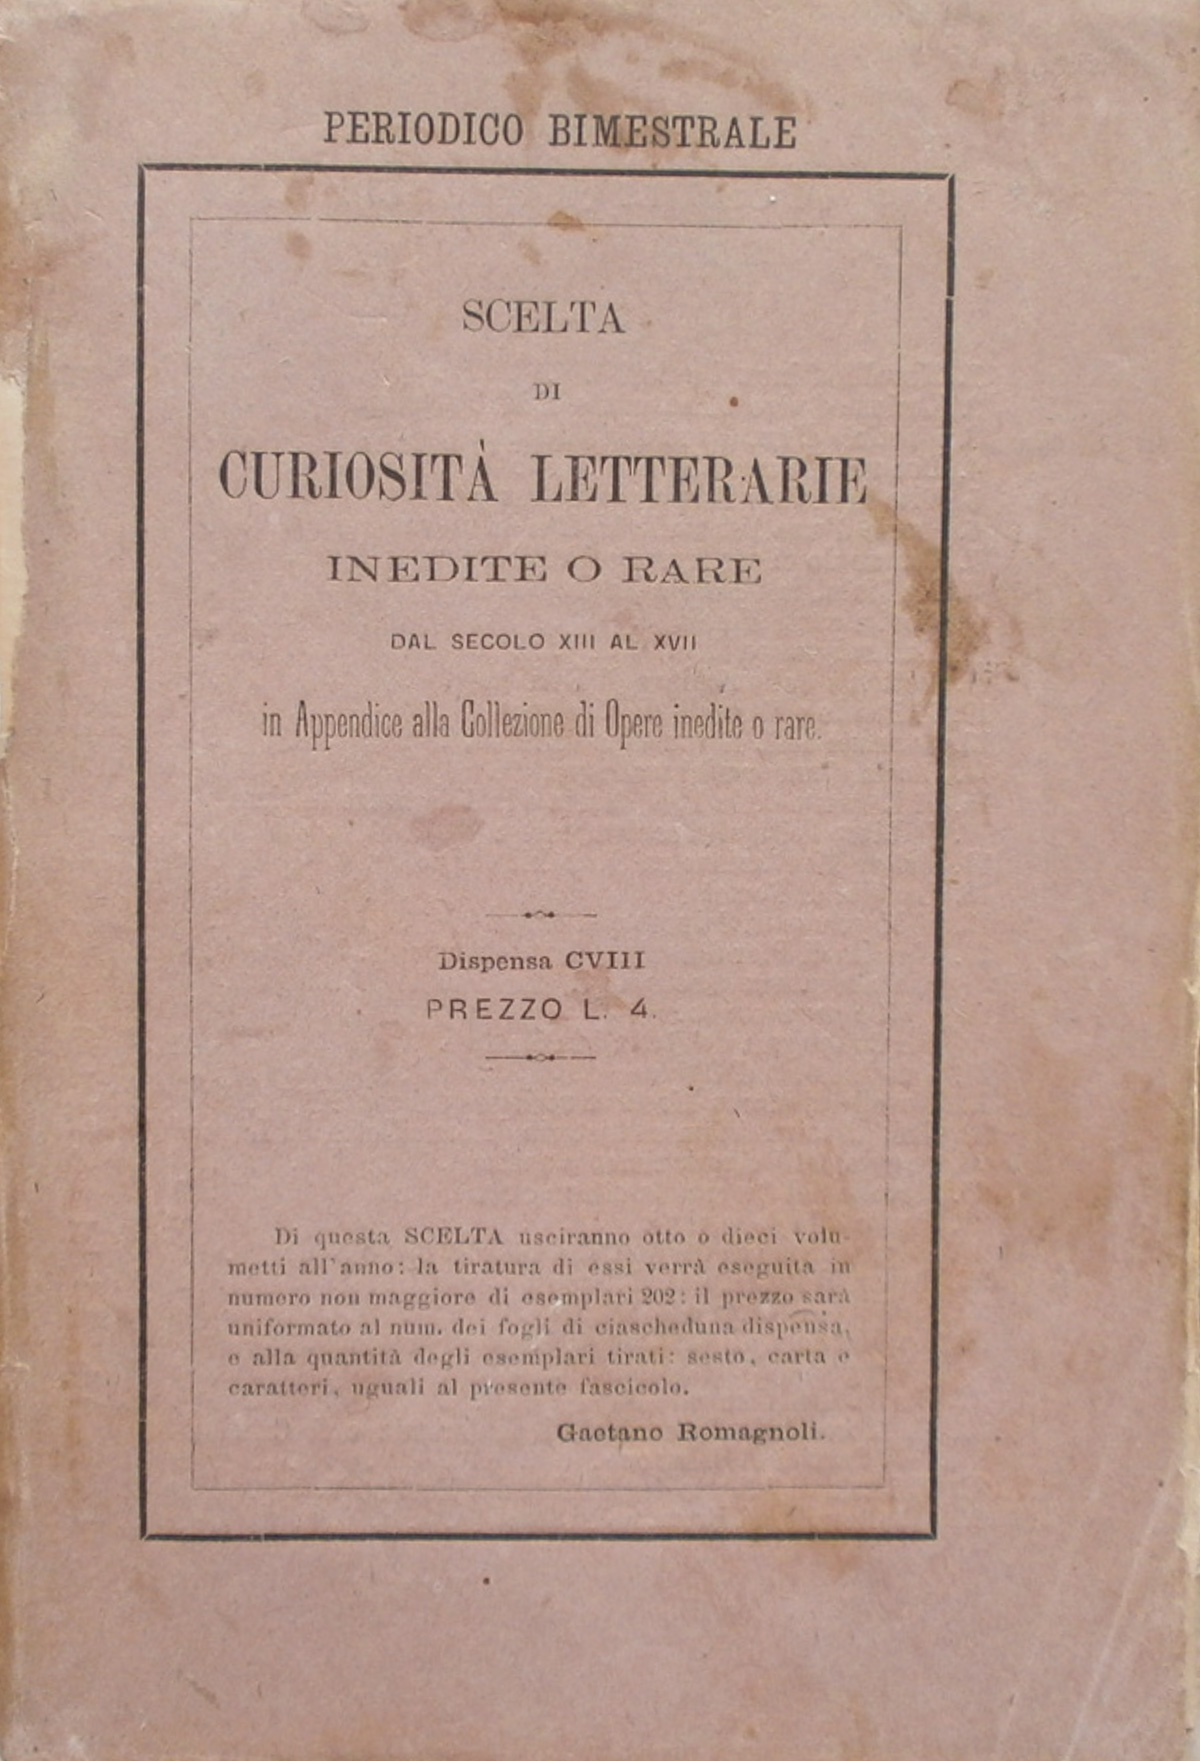 PERIODICO BIMESTRALE
SCELTA
DI
CURIOSITÀ LETTERARIE
INEDITE O RARE
DAL SECOLO XIII AL XVII
in Appendice alla Collezione di Opere inedite o rare.
Dispensa CVIII
PREZZO L. 4.
Di questa SCELTA usciranno otto o dieci volu-
metti all'anno: la tiratura di essi verrà eseguita in
numero non maggiore di esemplari 202: il prezzo sarà
uniformato al num. dei fogli di ciascheduna dispensa,
e alla quantità degli esemplari tirati: sesto, carta e
caratteri, uguali al presente fascicolo.
Gaetano Romagnoli.